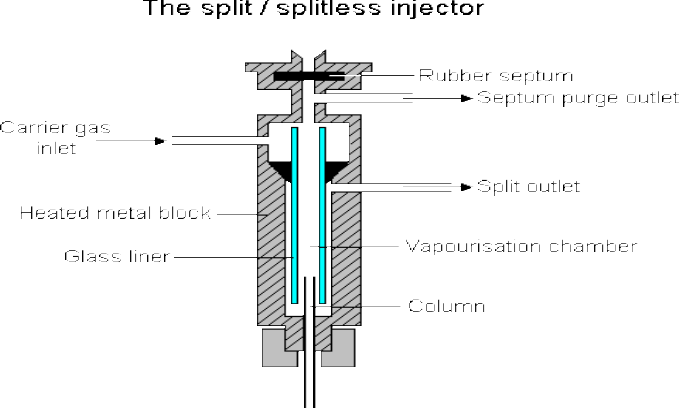 The split / splitless injector
Rubber septum
Septum purge outlet
Carrier gas
inlet
Split outlet
Heated metal block
Vapourisation chamber
Glass liner
Column